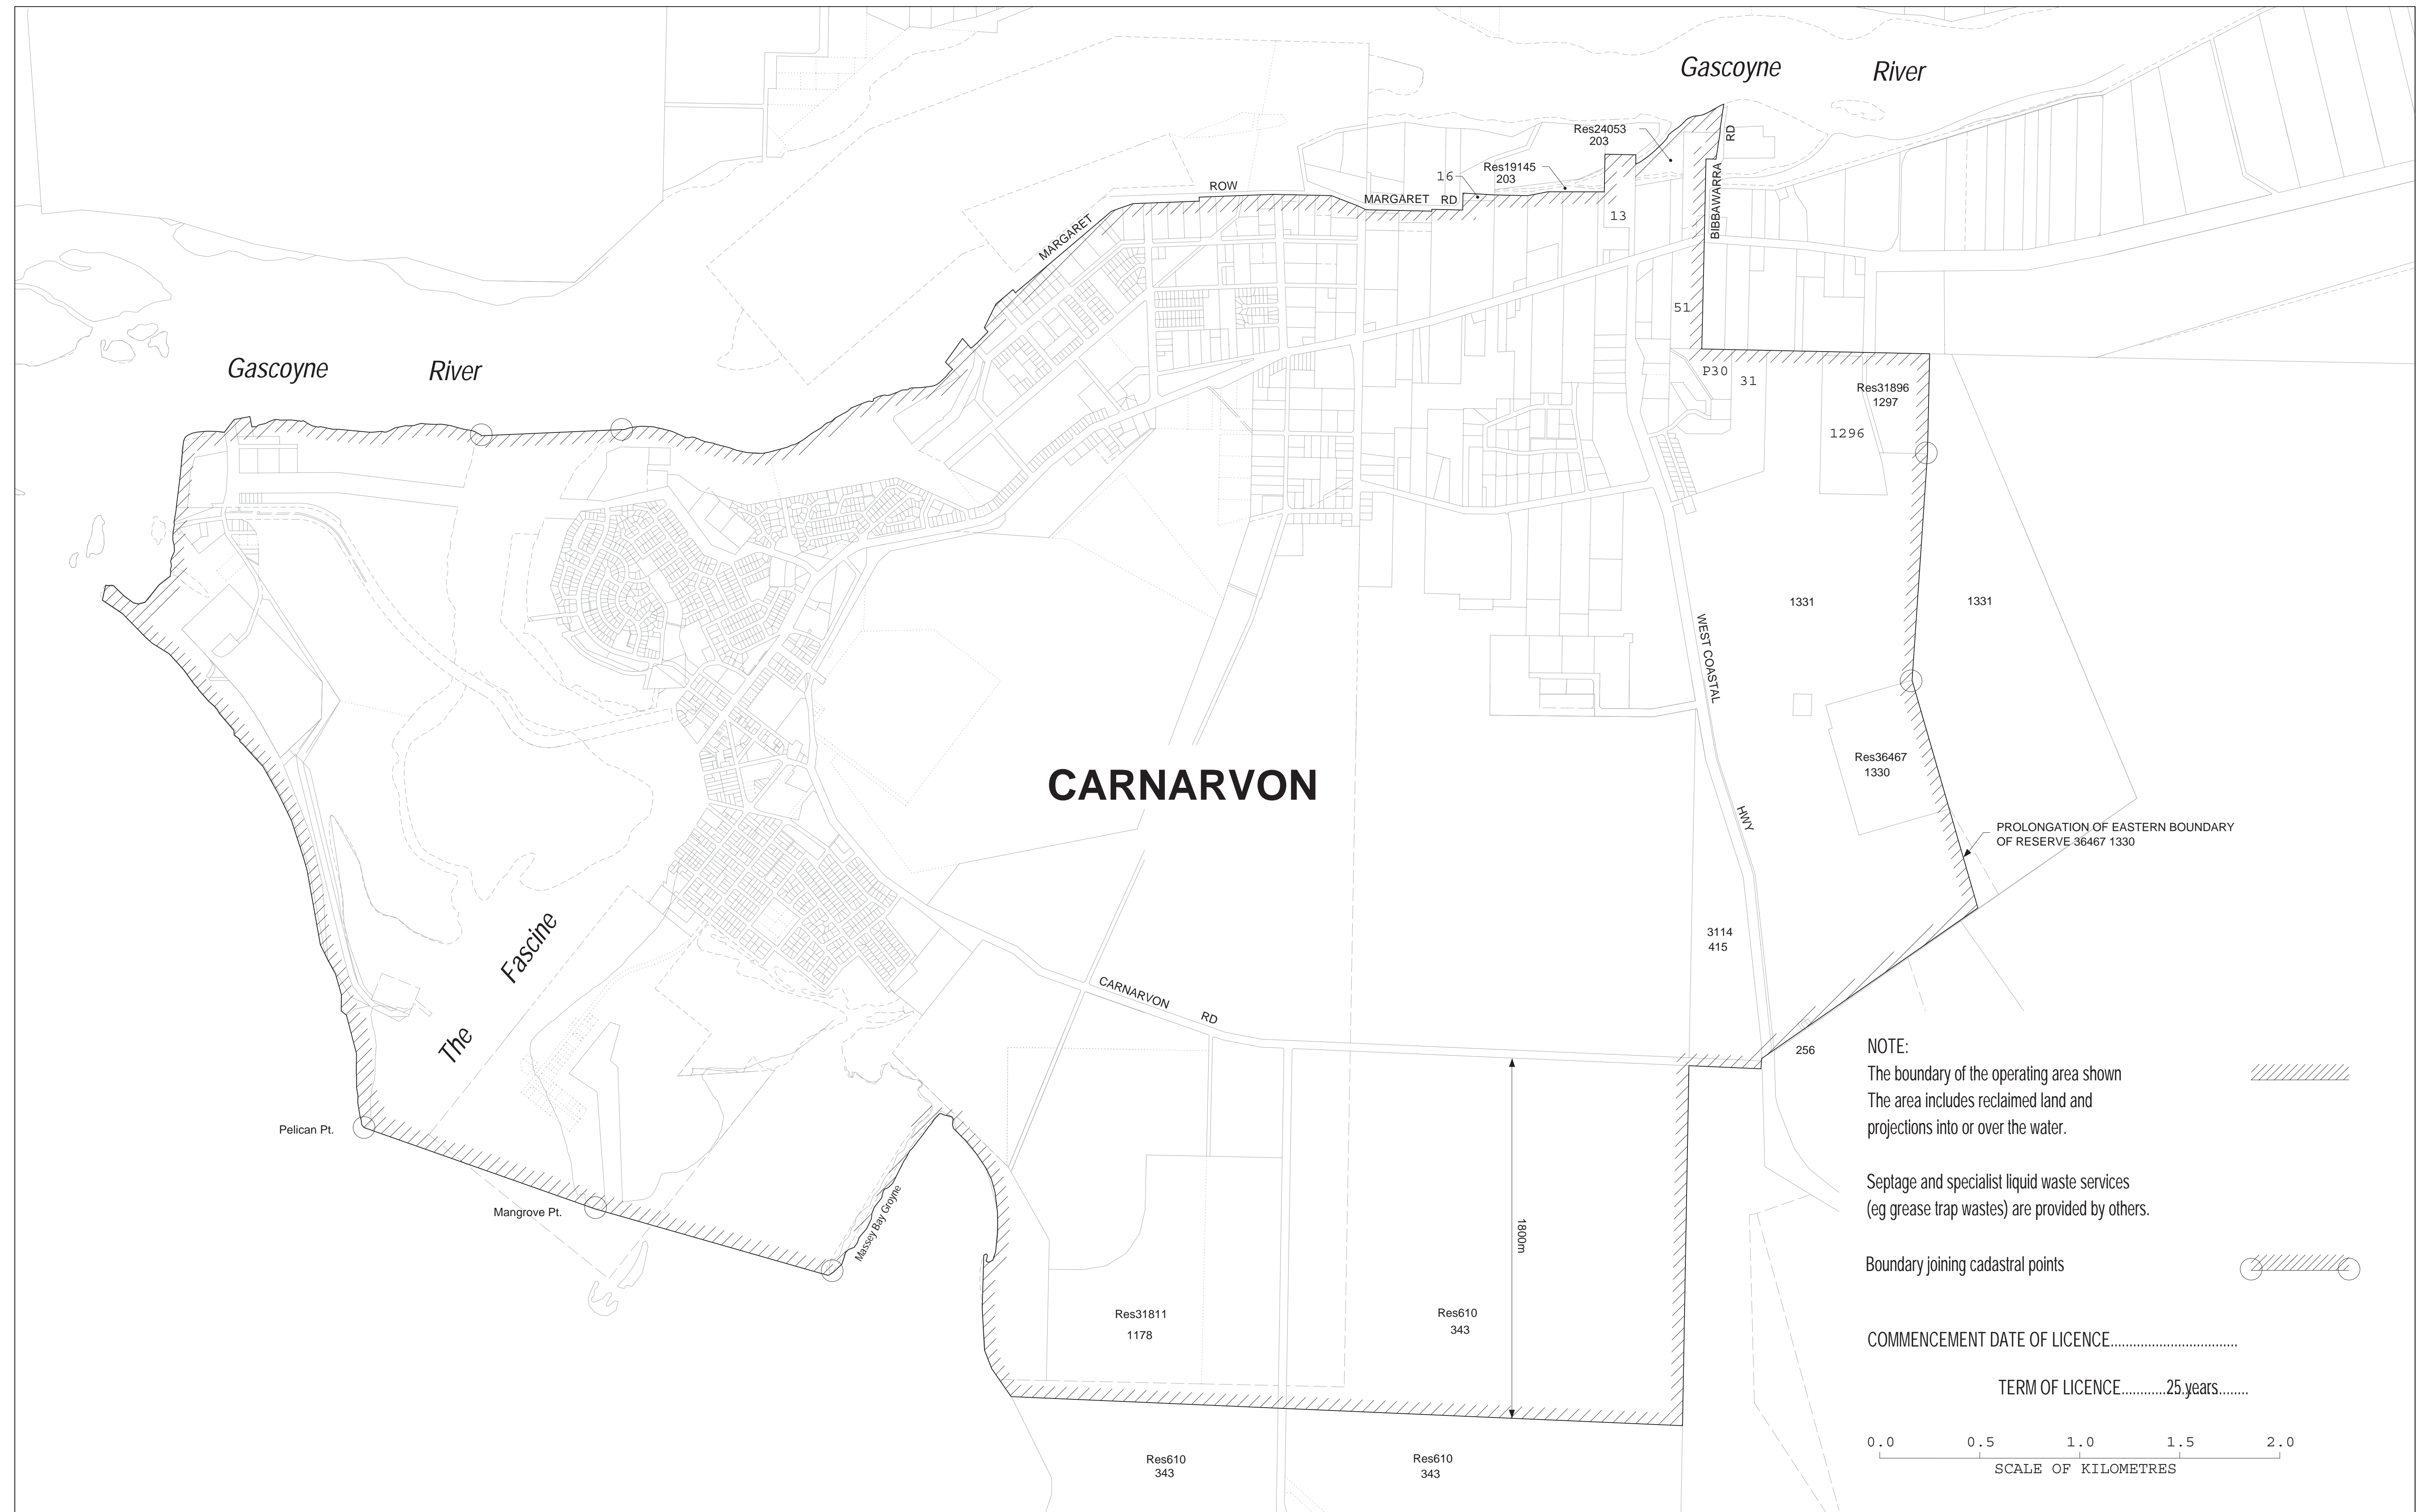 Gascoyne River
Res24053
203
RD
Res19145
203
16
ROW
MARGARET RD
MARGARET
13
BIBBAWARRA
51
Gascoyne River
P30
31
Res31896
1297
1296
1331
1331
WEST COASTAL
HWY
Res36467
1330
CARNARVON
PROLONGATION OF EASTERN BOUNDARY
OF RESERVE 36467 1330
The Fascine
3114
415
CARNARVON RD
256
Pelican Pt.
Mangrove Pt.
Massey Bay Groyne
1800m
Res31811
1178
Res610
343
Res610
343
Res610
343
NOTE:
The boundary of the operating area shown
The area includes reclaimed land and
projections into or over the water.
Septage and specialist liquid waste services
(eg grease trap wastes) are provided by others.
Boundary joining cadastral points
COMMENCEMENT DATE OF LICENCE..................................
TERM OF LICENCE............25 years.........
0.0 0.5 1.0 1.5 2.0
SCALE OF KILOMETRES